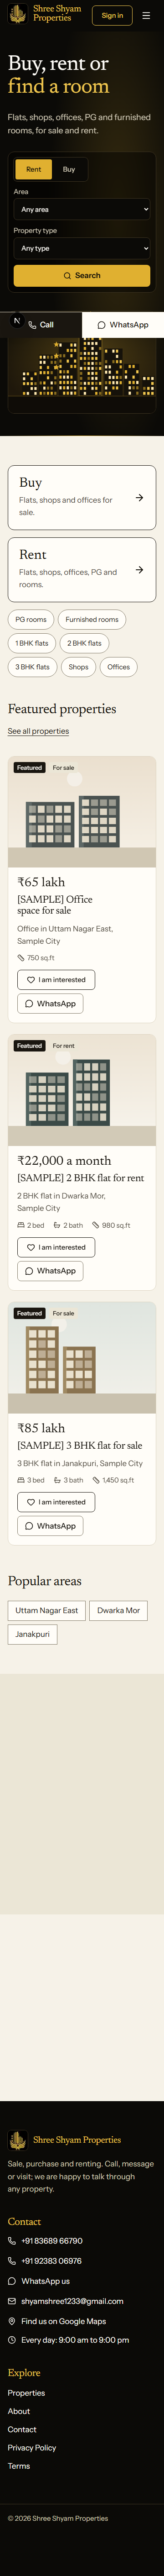 Shree Shyam
Properties
Sign in
Buy, rent or
find a room
Flats, shops, offices, PG and furnished
rooms, for sale and rent.
Rent
Buy
Area
Any area
Property type
Any type
Search
N
Call
WhatsApp
Buy
Flats, shops and offices for
sale.
Rent
Flats, shops, offices, PG and
rooms.
PG rooms
Furnished rooms
1 BHK flats
2 BHK flats
3 BHK flats
Shops
Offices
Featured properties
See all properties
Featured
For sale
₹65 lakh
[SAMPLE] Office
space for sale
Office in Uttam Nagar East,
Sample City
750 sq.ft
I am interested
WhatsApp
Featured
For rent
₹22,000 a month
[SAMPLE] 2 BHK flat for rent
2 BHK flat in Dwarka Mor,
Sample City
2 bed
2 bath
980 sq.ft
I am interested
WhatsApp
Featured
For sale
₹85 lakh
[SAMPLE] 3 BHK flat for sale
3 BHK flat in Janakpuri, Sample City
3 bed
3 bath
1,450 sq.ft
I am interested
WhatsApp
Popular areas
Uttam Nagar East
Dwarka Mor
Janakpuri
Shree Shyam Properties
Sale, purchase and renting. Call, message
or visit; we are happy to talk through
any property.
Contact
+91 83689 66790
+91 92383 06976
WhatsApp us
shyamshree1233@gmail.com
Find us on Google Maps
Every day: 9:00 am to 9:00 pm
Explore
Properties
About
Contact
Privacy Policy
Terms
© 2026 Shree Shyam Properties